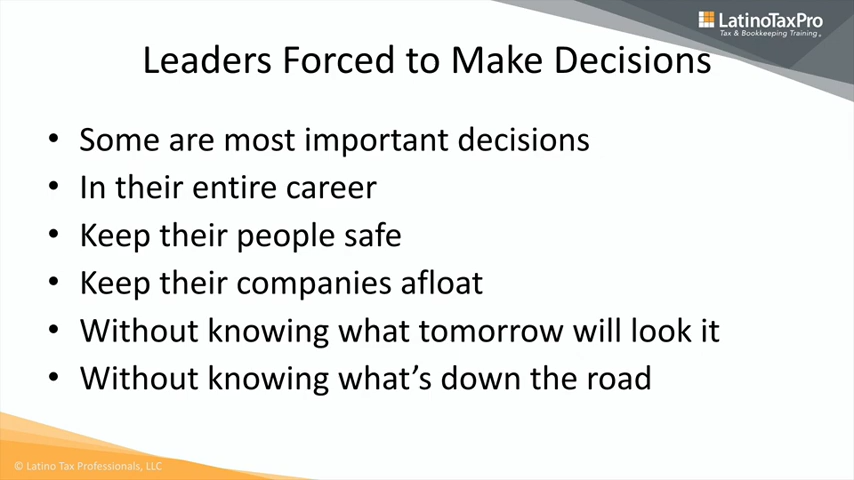 LatinoTaxPro
Tax & Bookkeeping Training
Leaders Forced to Make Decisions
• Some are most important decisions
• In their entire career
• Keep their people safe
• Keep their companies afloat
• Without knowing what tomorrow will look it
• Without knowing what's down the road
© Latino Tax Professionals, LLC